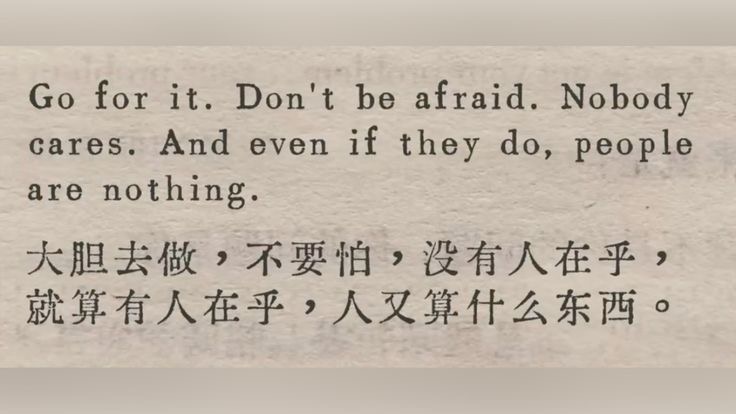 Go for it. Don't be afraid. Nobody
cares. And even if they do, people
are nothing.
大胆去做，不要怕，没有人在乎，
就算有人在乎，人又算什么东西。